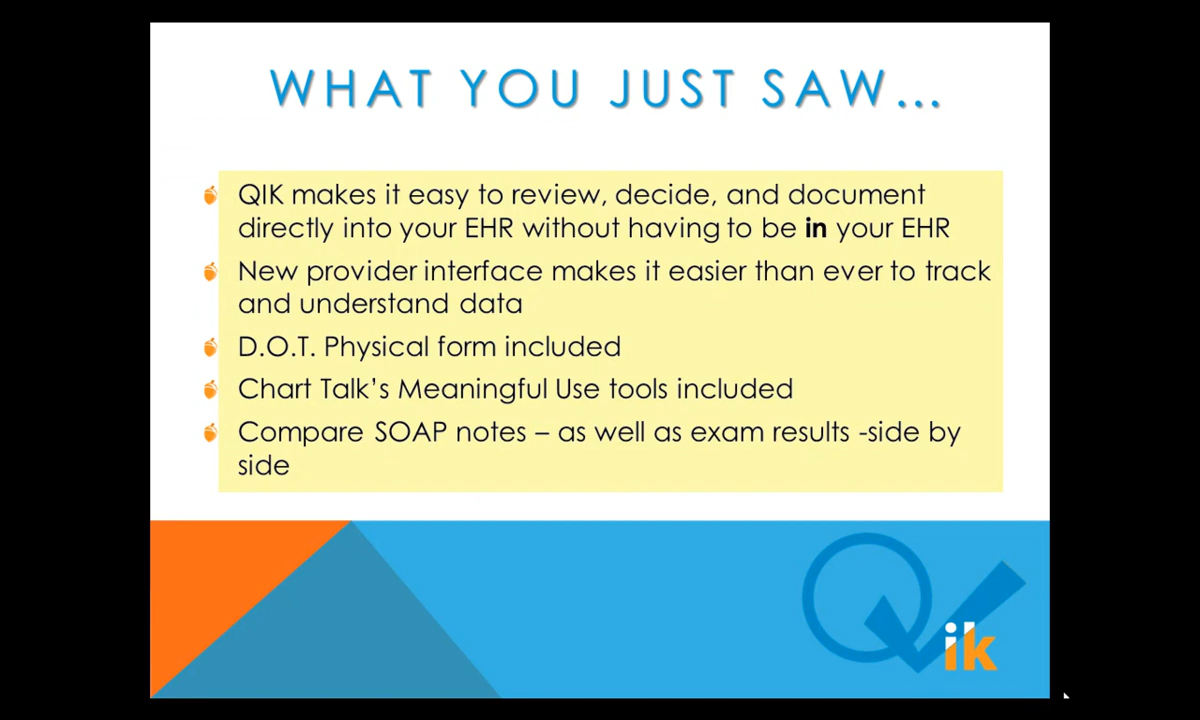 WHAT YOU JUST SAW...
QIK makes it easy to review, decide, and document
directly into your EHR without having to be in your EHR
New provider interface makes it easier than ever to track
and understand data
D.O.T. Physical form included
Chart Talk’s Meaningful Use tools included
Compare SOAP notes – as well as exam results -side by
side
Qik